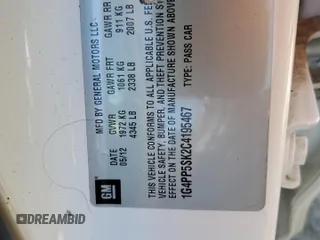 MFD BY GENERAL MOTORS LLC
DATE GVWR GAWR FRT GAWR RR
05/12 1972 KG 1061 KG 911 KG
4345 LB 2338 LB 2007 LB
THIS VEHICLE CONFORMS TO ALL APPLICABLE U.S. FE
VEHICLE SAFETY, BUMPER, AND THEFT PREVENTION S
EFFECT ON THE DATE OF MANUFACTURE SHOWN ABOVE
1G4PP5SK2C4195467 TYPE: PASS CAR
GM
DREAMBID